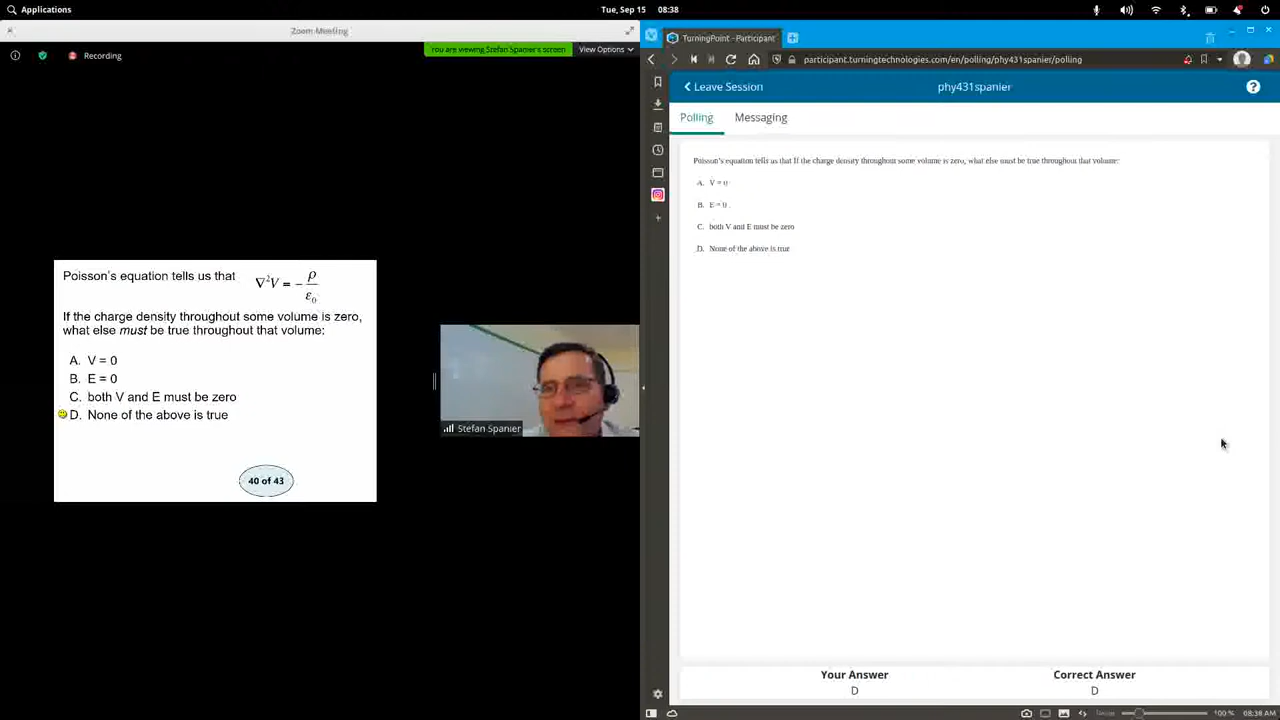 Applications
Tue, Sep 15 08:38
Zoom Meeting
You are viewing Stefan Spanier's screen
View Options
Recording
Poisson's equation tells us that
∇²V = − ρ / ε₀
If the charge density throughout some volume is zero,
what else must be true throughout that volume:
A. V = 0
B. E = 0
C. both V and E must be zero
D. None of the above is true
40 of 43
Stefan Spanier
TurningPoint - Participant
participant.turningtechnologies.com/en/polling/phy431spanier/polling
Leave Session
phy431spanier
?
Polling
Messaging
Poisson's equation tells us that If the charge density throughout some volume is zero, what else must be true throughout that volume:
A. V = 0
B. E = 0
C. both V and E must be zero
D. None of the above is true
Your Answer
Correct Answer
D
D
100 %
08:38 AM